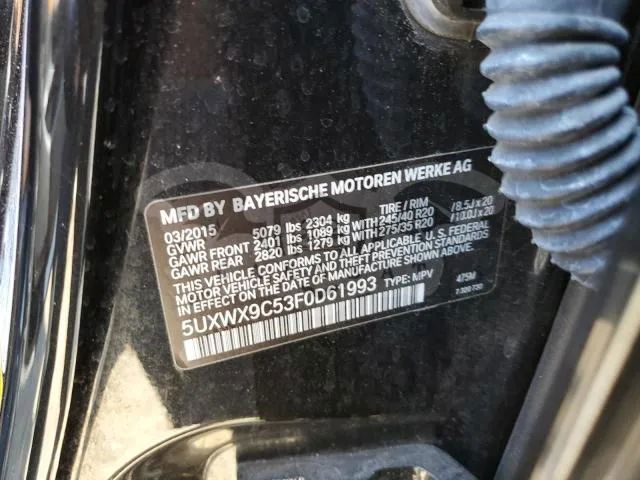 MFD BY BAYERISCHE MOTOREN WERKE AG
03/2015 TIRE / RIM
GVWR 5079 lbs 2304 kg
GAWR FRONT 2401 lbs 1089 kg WITH 245/40 R20 / 8.5J x 20
GAWR REAR 2820 lbs 1279 kg WITH 275/35 R20 / 10.0J x 20
THIS VEHICLE CONFORMS TO ALL APPLICABLE U.S. FEDERAL
MOTOR VEHICLE SAFETY AND THEFT PREVENTION STANDARDS
IN EFFECT ON THE DATE OF MANUFACTURE SHOWN ABOVE.
5UXWX9C53F0D61993 TYPE: MPV 475M